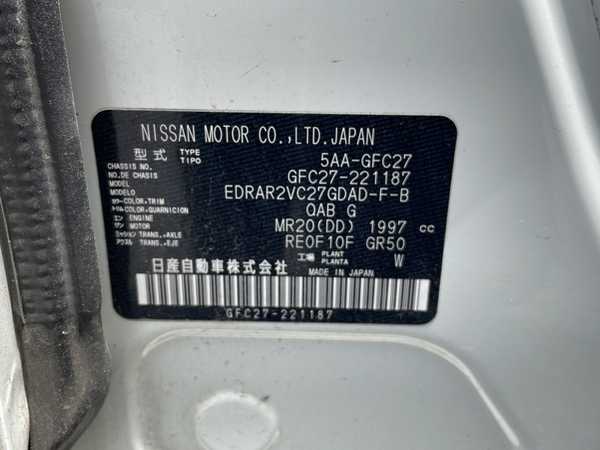 NISSAN MOTOR CO.,LTD.JAPAN
型式 TYPE TIPO 5AA-GFC27
CHASSIS NO. NO.DE CHASSIS GFC27-221187
MODEL MODELO EDRAR2VC27GDAD-F-B
カラー COLOR,TRIM トリム COLOR,GUARNICION QAB G
エンジン ENGINE MOTOR MR20(DD) 1997 cc
ミッション TRANS.,AXLE アクスル TRANS.,EJE RE0F10F GR50
工場 PLANT PLANTA W
日産自動車株式会社 MADE IN JAPAN
GFC27-221187